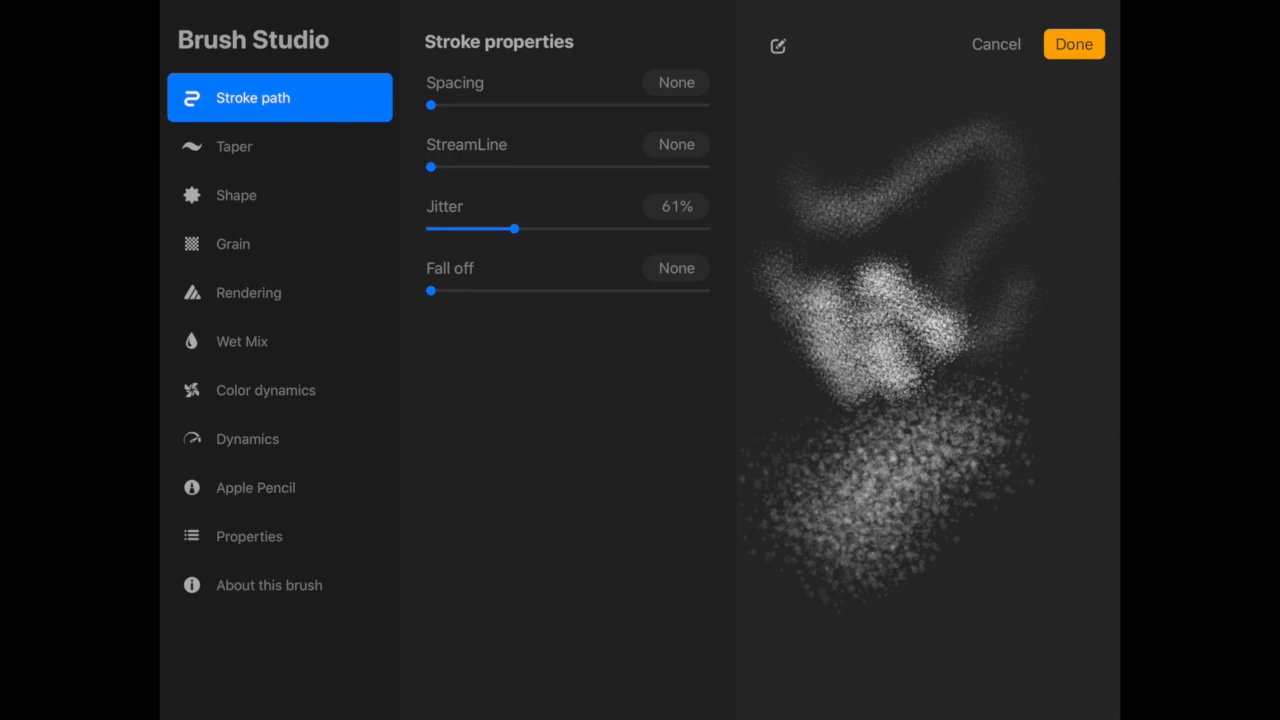 Brush Studio
Stroke path
Taper
Shape
Grain
Rendering
Wet Mix
Color dynamics
Dynamics
Apple Pencil
Properties
About this brush
Stroke properties
Spacing None
StreamLine None
Jitter 61%
Fall off None
Cancel Done